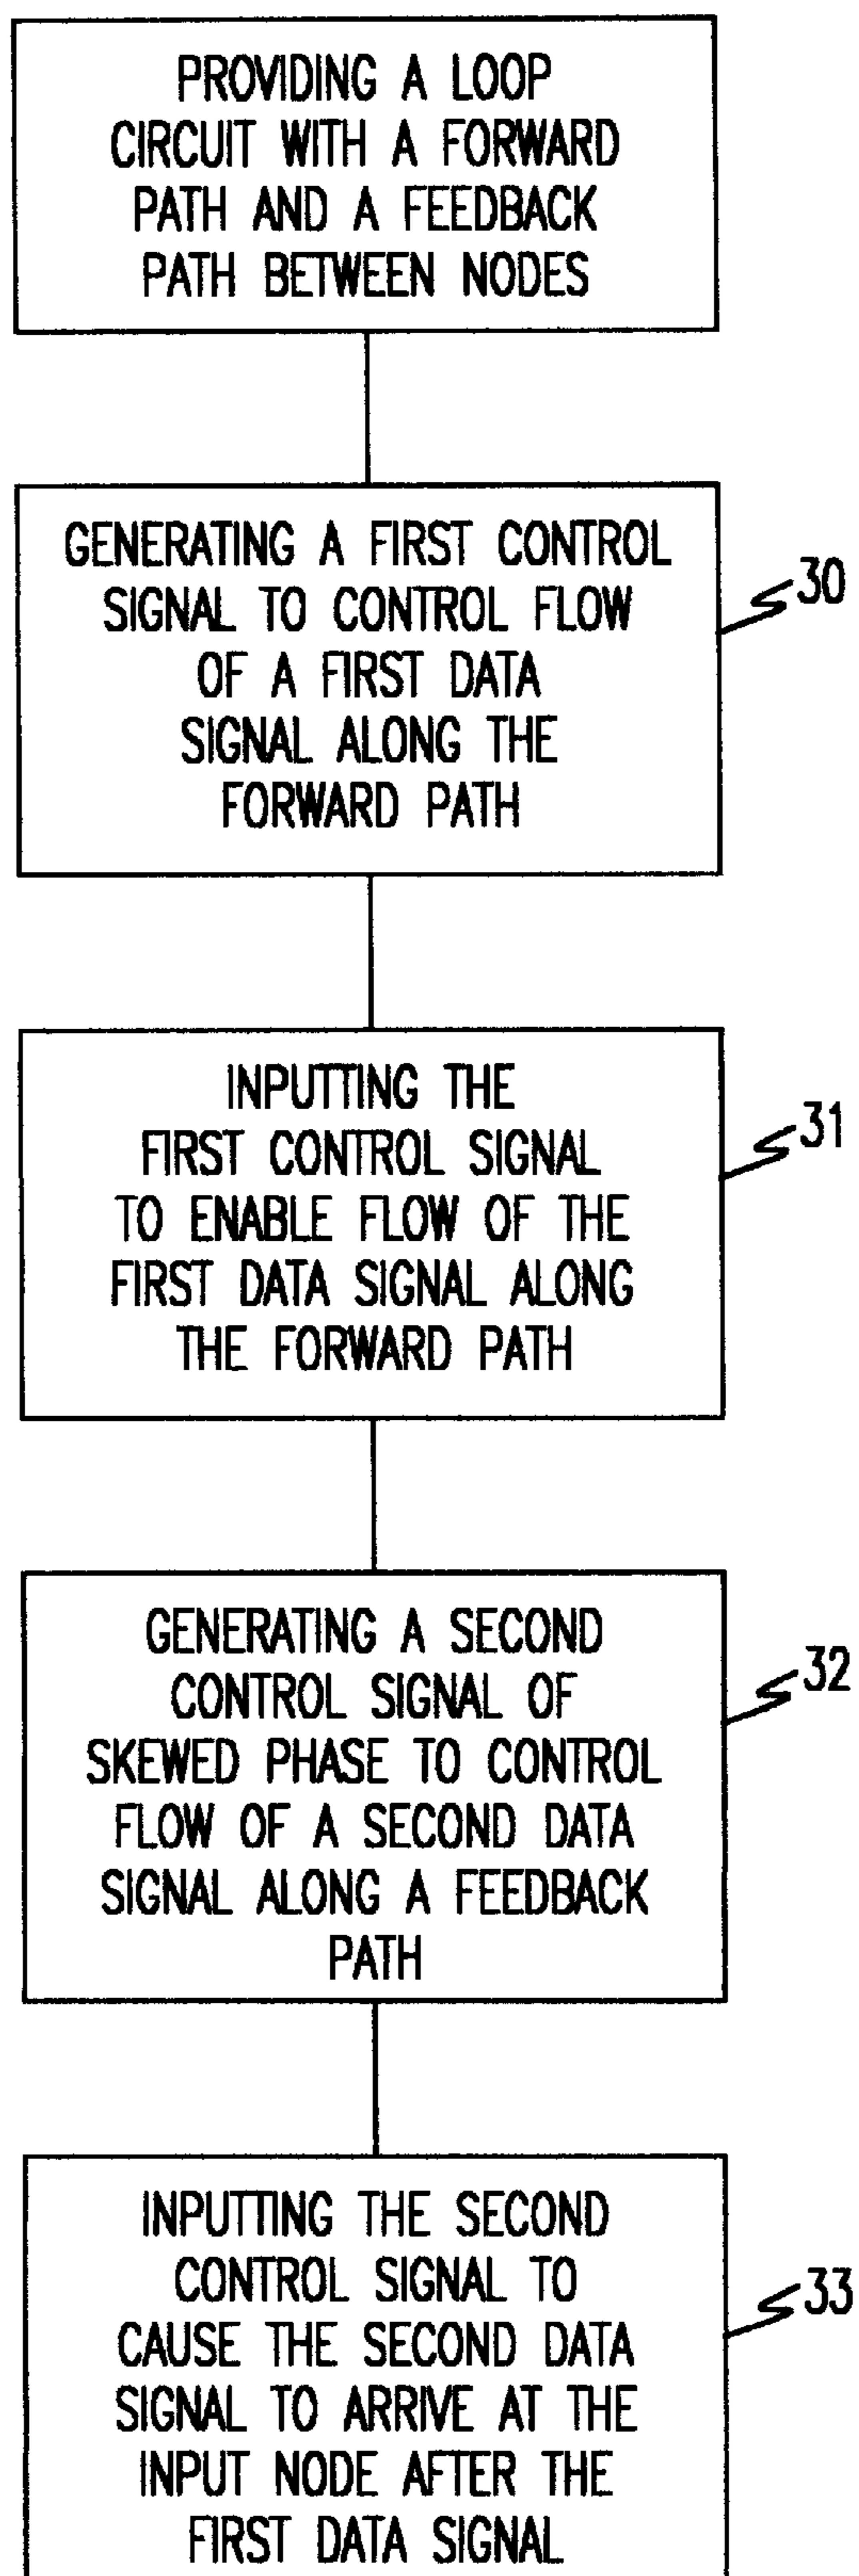 PROVIDING A LOOP
CIRCUIT WITH A FORWARD
PATH AND A FEEDBACK
PATH BETWEEN NODES
GENERATING A FIRST CONTROL
SIGNAL TO CONTROL FLOW
OF A FIRST DATA
SIGNAL ALONG THE
FORWARD PATH
30
INPUTTING THE
FIRST CONTROL SIGNAL
TO ENABLE FLOW OF THE
FIRST DATA SIGNAL ALONG
THE FORWARD PATH
31
GENERATING A SECOND
CONTROL SIGNAL OF
SKEWED PHASE TO CONTROL
FLOW OF A SECOND DATA
SIGNAL ALONG A FEEDBACK
PATH
32
INPUTTING THE SECOND
CONTROL SIGNAL TO
CAUSE THE SECOND DATA
SIGNAL TO ARRIVE AT THE
INPUT NODE AFTER THE
FIRST DATA SIGNAL
33